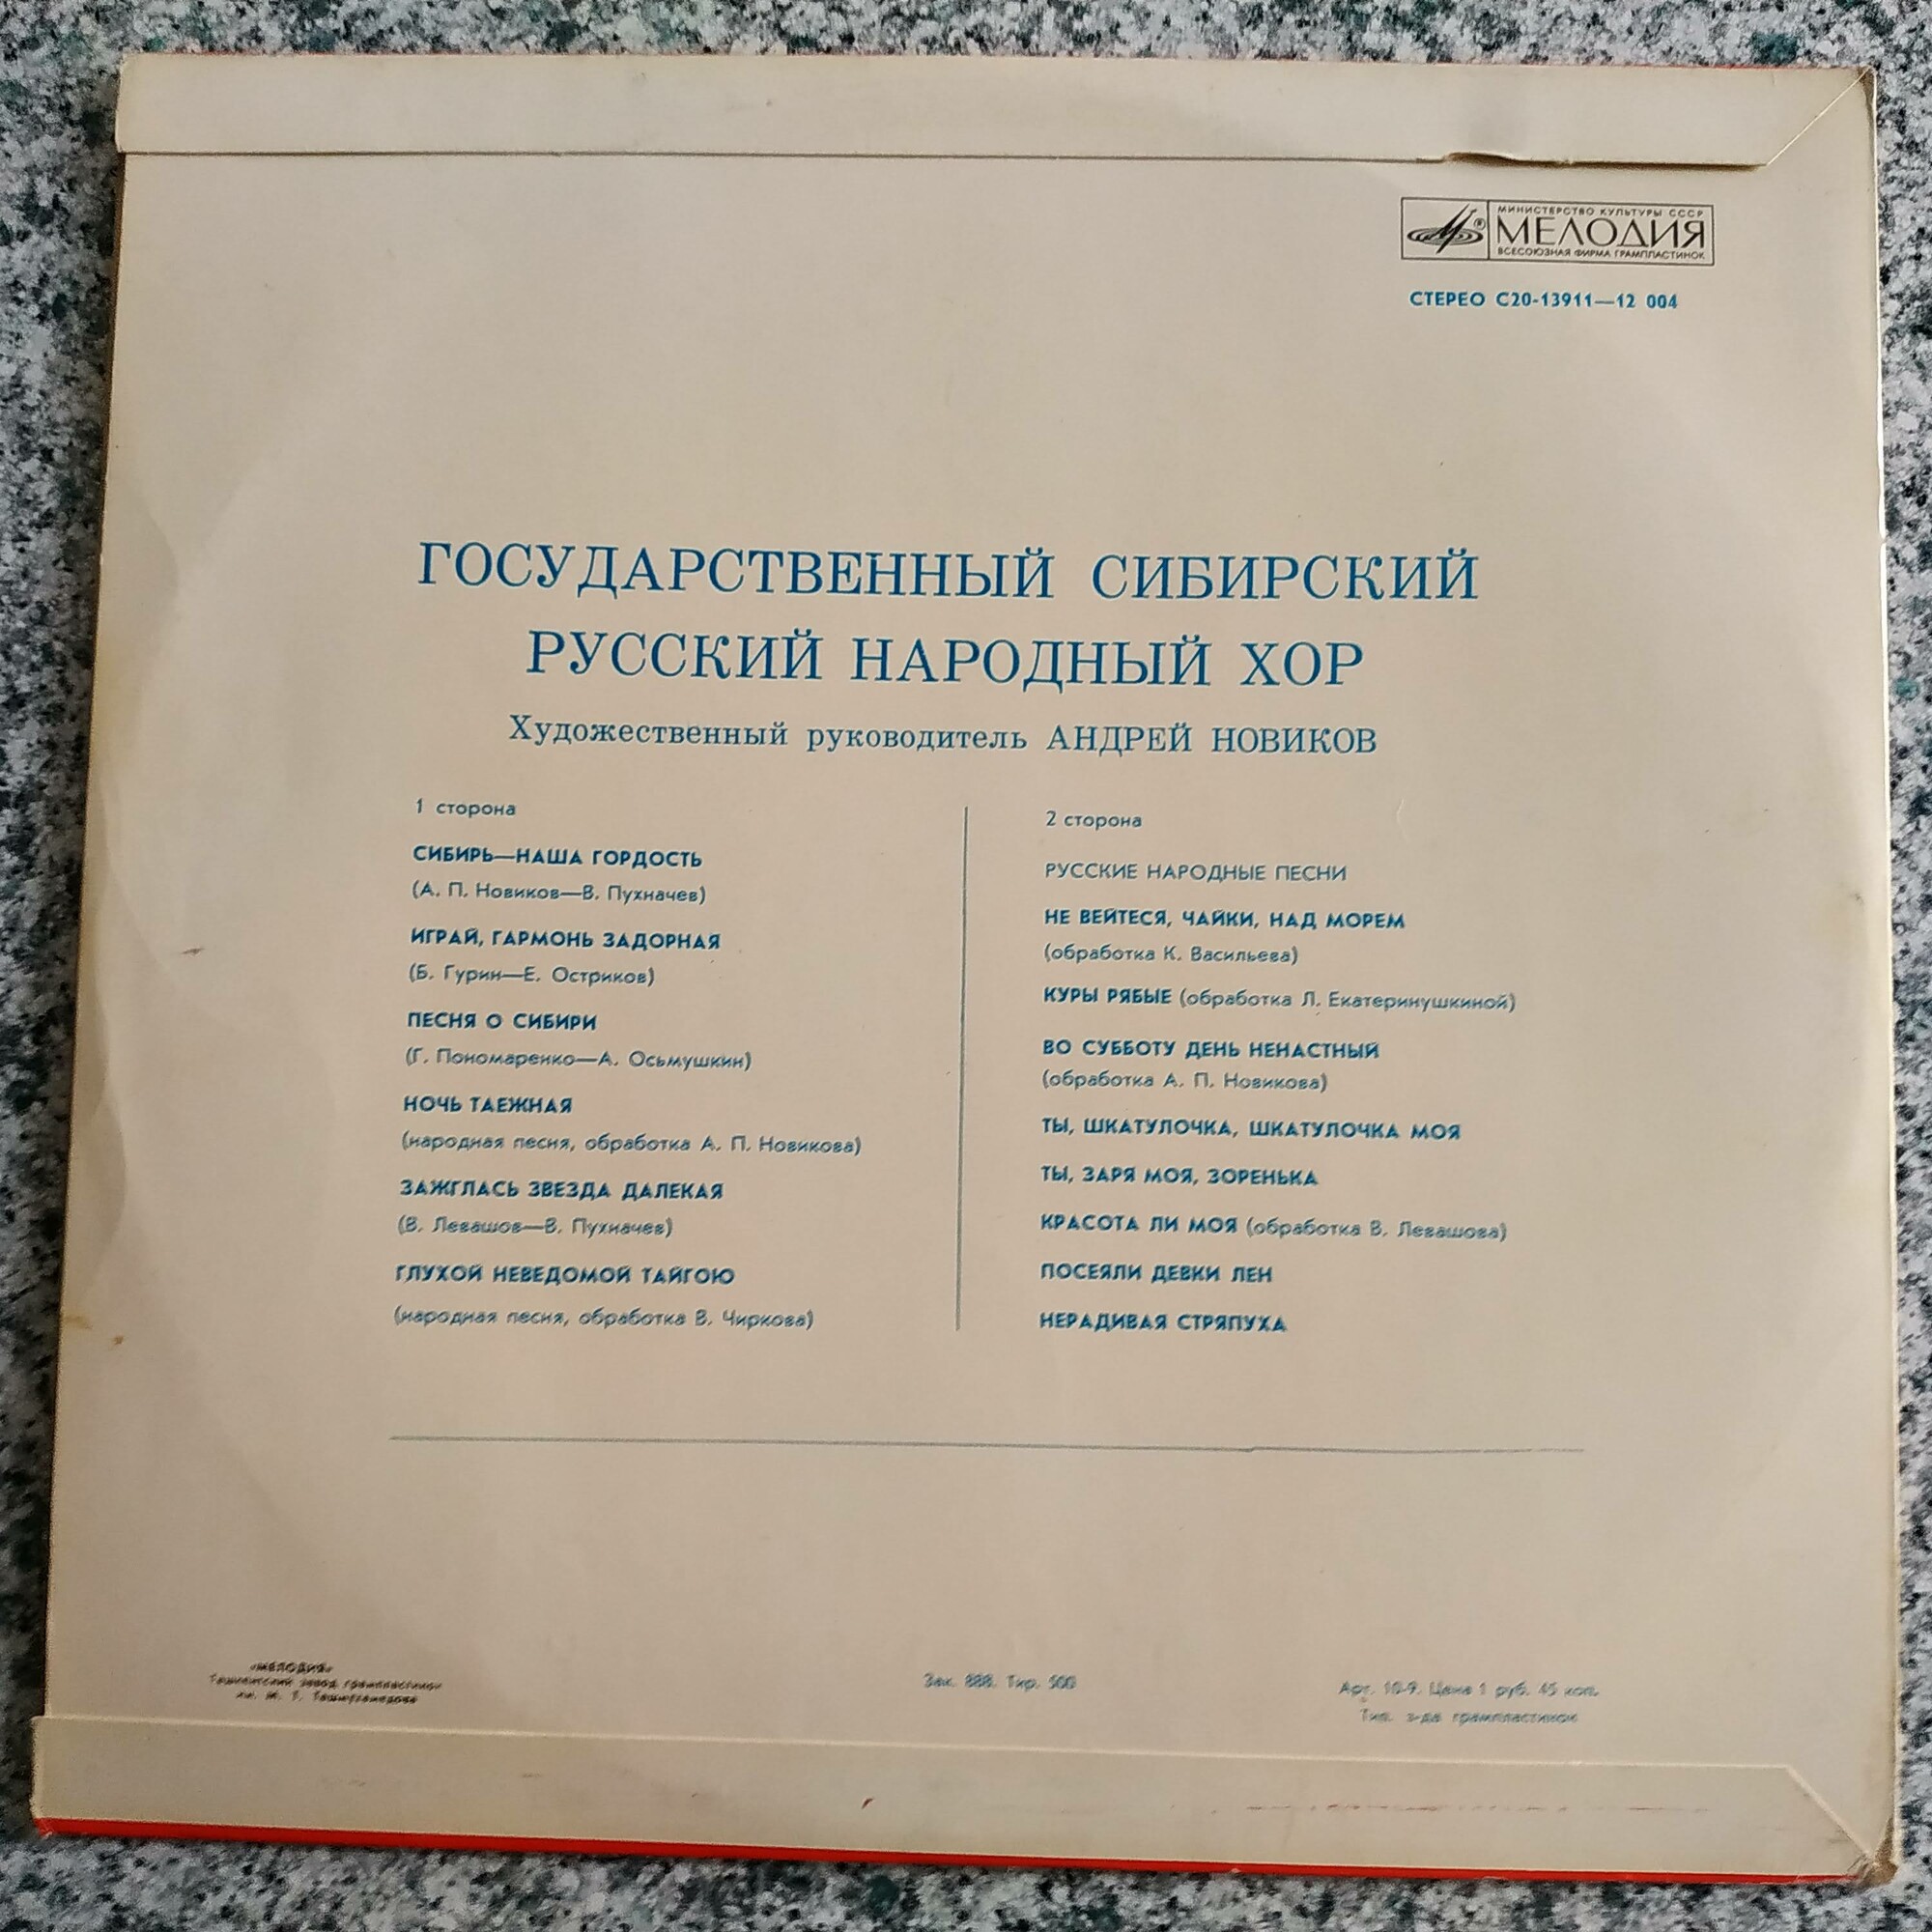 МИНИСТЕРСТВО КУЛЬТУРЫ СССР
МЕЛОДИЯ
ВСЕСОЮЗНАЯ ФИРМА ГРАМПЛАСТИНОК
СТЕРЕО С20-13911—12 004
ГОСУДАРСТВЕННЫЙ СИБИРСКИЙ
РУССКИЙ НАРОДНЫЙ ХОР
Художественный руководитель АНДРЕЙ НОВИКОВ
1 сторона
СИБИРЬ—НАША ГОРДОСТЬ
(А. П. Новиков—В. Пухначев)
ИГРАЙ, ГАРМОНЬ ЗАДОРНАЯ
(Б. Гурин—Е. Остриков)
ПЕСНЯ О СИБИРИ
(Г. Пономаренко—А. Осьмушкин)
НОЧЬ ТАЕЖНАЯ
(народная песня, обработка А. П. Новикова)
ЗАЖГЛАСЬ ЗВЕЗДА ДАЛЕКАЯ
(В. Левашов—В. Пухначев)
ГЛУХОЙ НЕВЕДОМОЙ ТАЙГОЮ
(народная песня, обработка В. Чиркова)
2 сторона
РУССКИЕ НАРОДНЫЕ ПЕСНИ
НЕ ВЕЙТЕСЯ, ЧАЙКИ, НАД МОРЕМ
(обработка К. Васильева)
КУРЫ РЯБЫЕ (обработка Л. Екатеринушкиной)
ВО СУББОТУ ДЕНЬ НЕНАСТНЫЙ
(обработка А. П. Новикова)
ТЫ, ШКАТУЛОЧКА, ШКАТУЛОЧКА МОЯ
ТЫ, ЗАРЯ МОЯ, ЗОРЕНЬКА
КРАСОТА ЛИ МОЯ (обработка В. Левашова)
ПОСЕЯЛИ ДЕВКИ ЛЕН
НЕРАДИВАЯ СТРЯПУХА
«МЕЛОДИЯ»
Ташкентский завод грампластинок
им. М. Т. Ташмухамедова
Зак. 888. Тир. 500
Арт. 10-9. Цена 1 руб. 45 коп.
Тип. з-да грампластинок